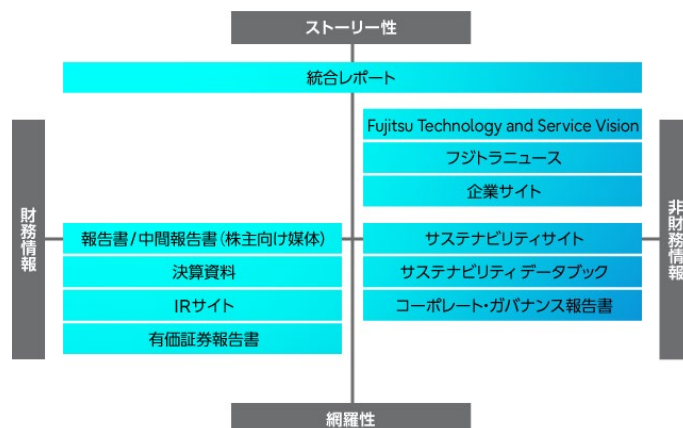 ストーリー性
統合レポート
Fujitsu Technology and Service Vision
フジトラニュース
企業サイト
財務情報
非財務情報
報告書/中間報告書(株主向け媒体)
決算資料
IRサイト
有価証券報告書
サステナビリティサイト
サステナビリティ データブック
コーポレート・ガバナンス報告書
網羅性